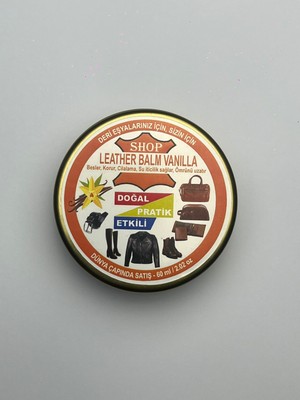 DERİ EŞYALARINIZ İÇİN, SİZİN İÇİN
SHOP
LEATHER BALM VANILLA
Besler, Korur, Cilalama, Su iticilik sağlar, Ömrünü uzatır
DOĞAL
PRATİK
ETKİLİ
DÜNYA ÇAPINDA SATIŞ - 60 ml / 2,02 oz